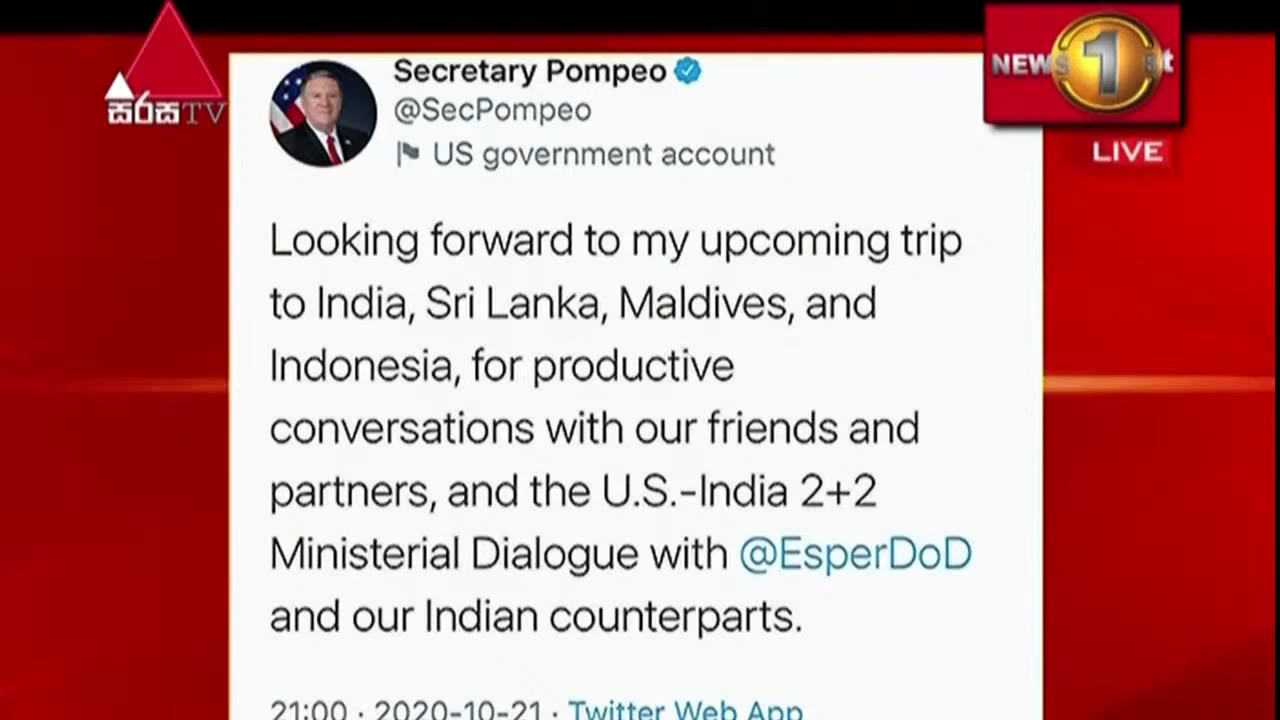 සිරස TV
NEWS 1st
LIVE
Secretary Pompeo
@SecPompeo
US government account
Looking forward to my upcoming trip
to India, Sri Lanka, Maldives, and
Indonesia, for productive
conversations with our friends and
partners, and the U.S.-India 2+2
Ministerial Dialogue with @EsperDoD
and our Indian counterparts.
21:00 · 2020-10-21 · Twitter Web App